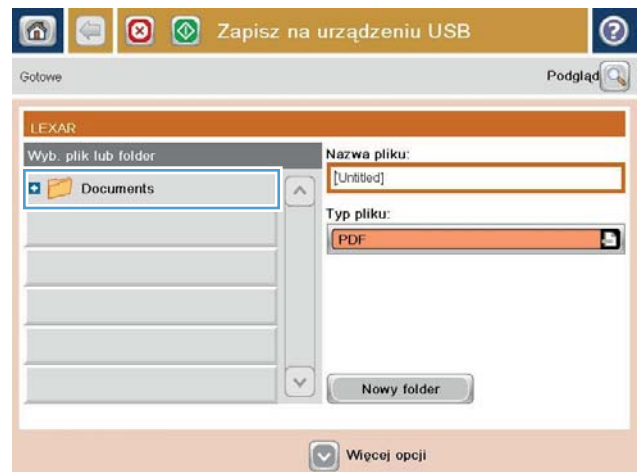 Zapisz na urządzeniu USB
Gotowe
Podgląd
LEXAR
Wyb. plik lub folder
Documents
Nazwa pliku:
[Untitled]
Typ pliku:
PDF
Nowy folder
Więcej opcji